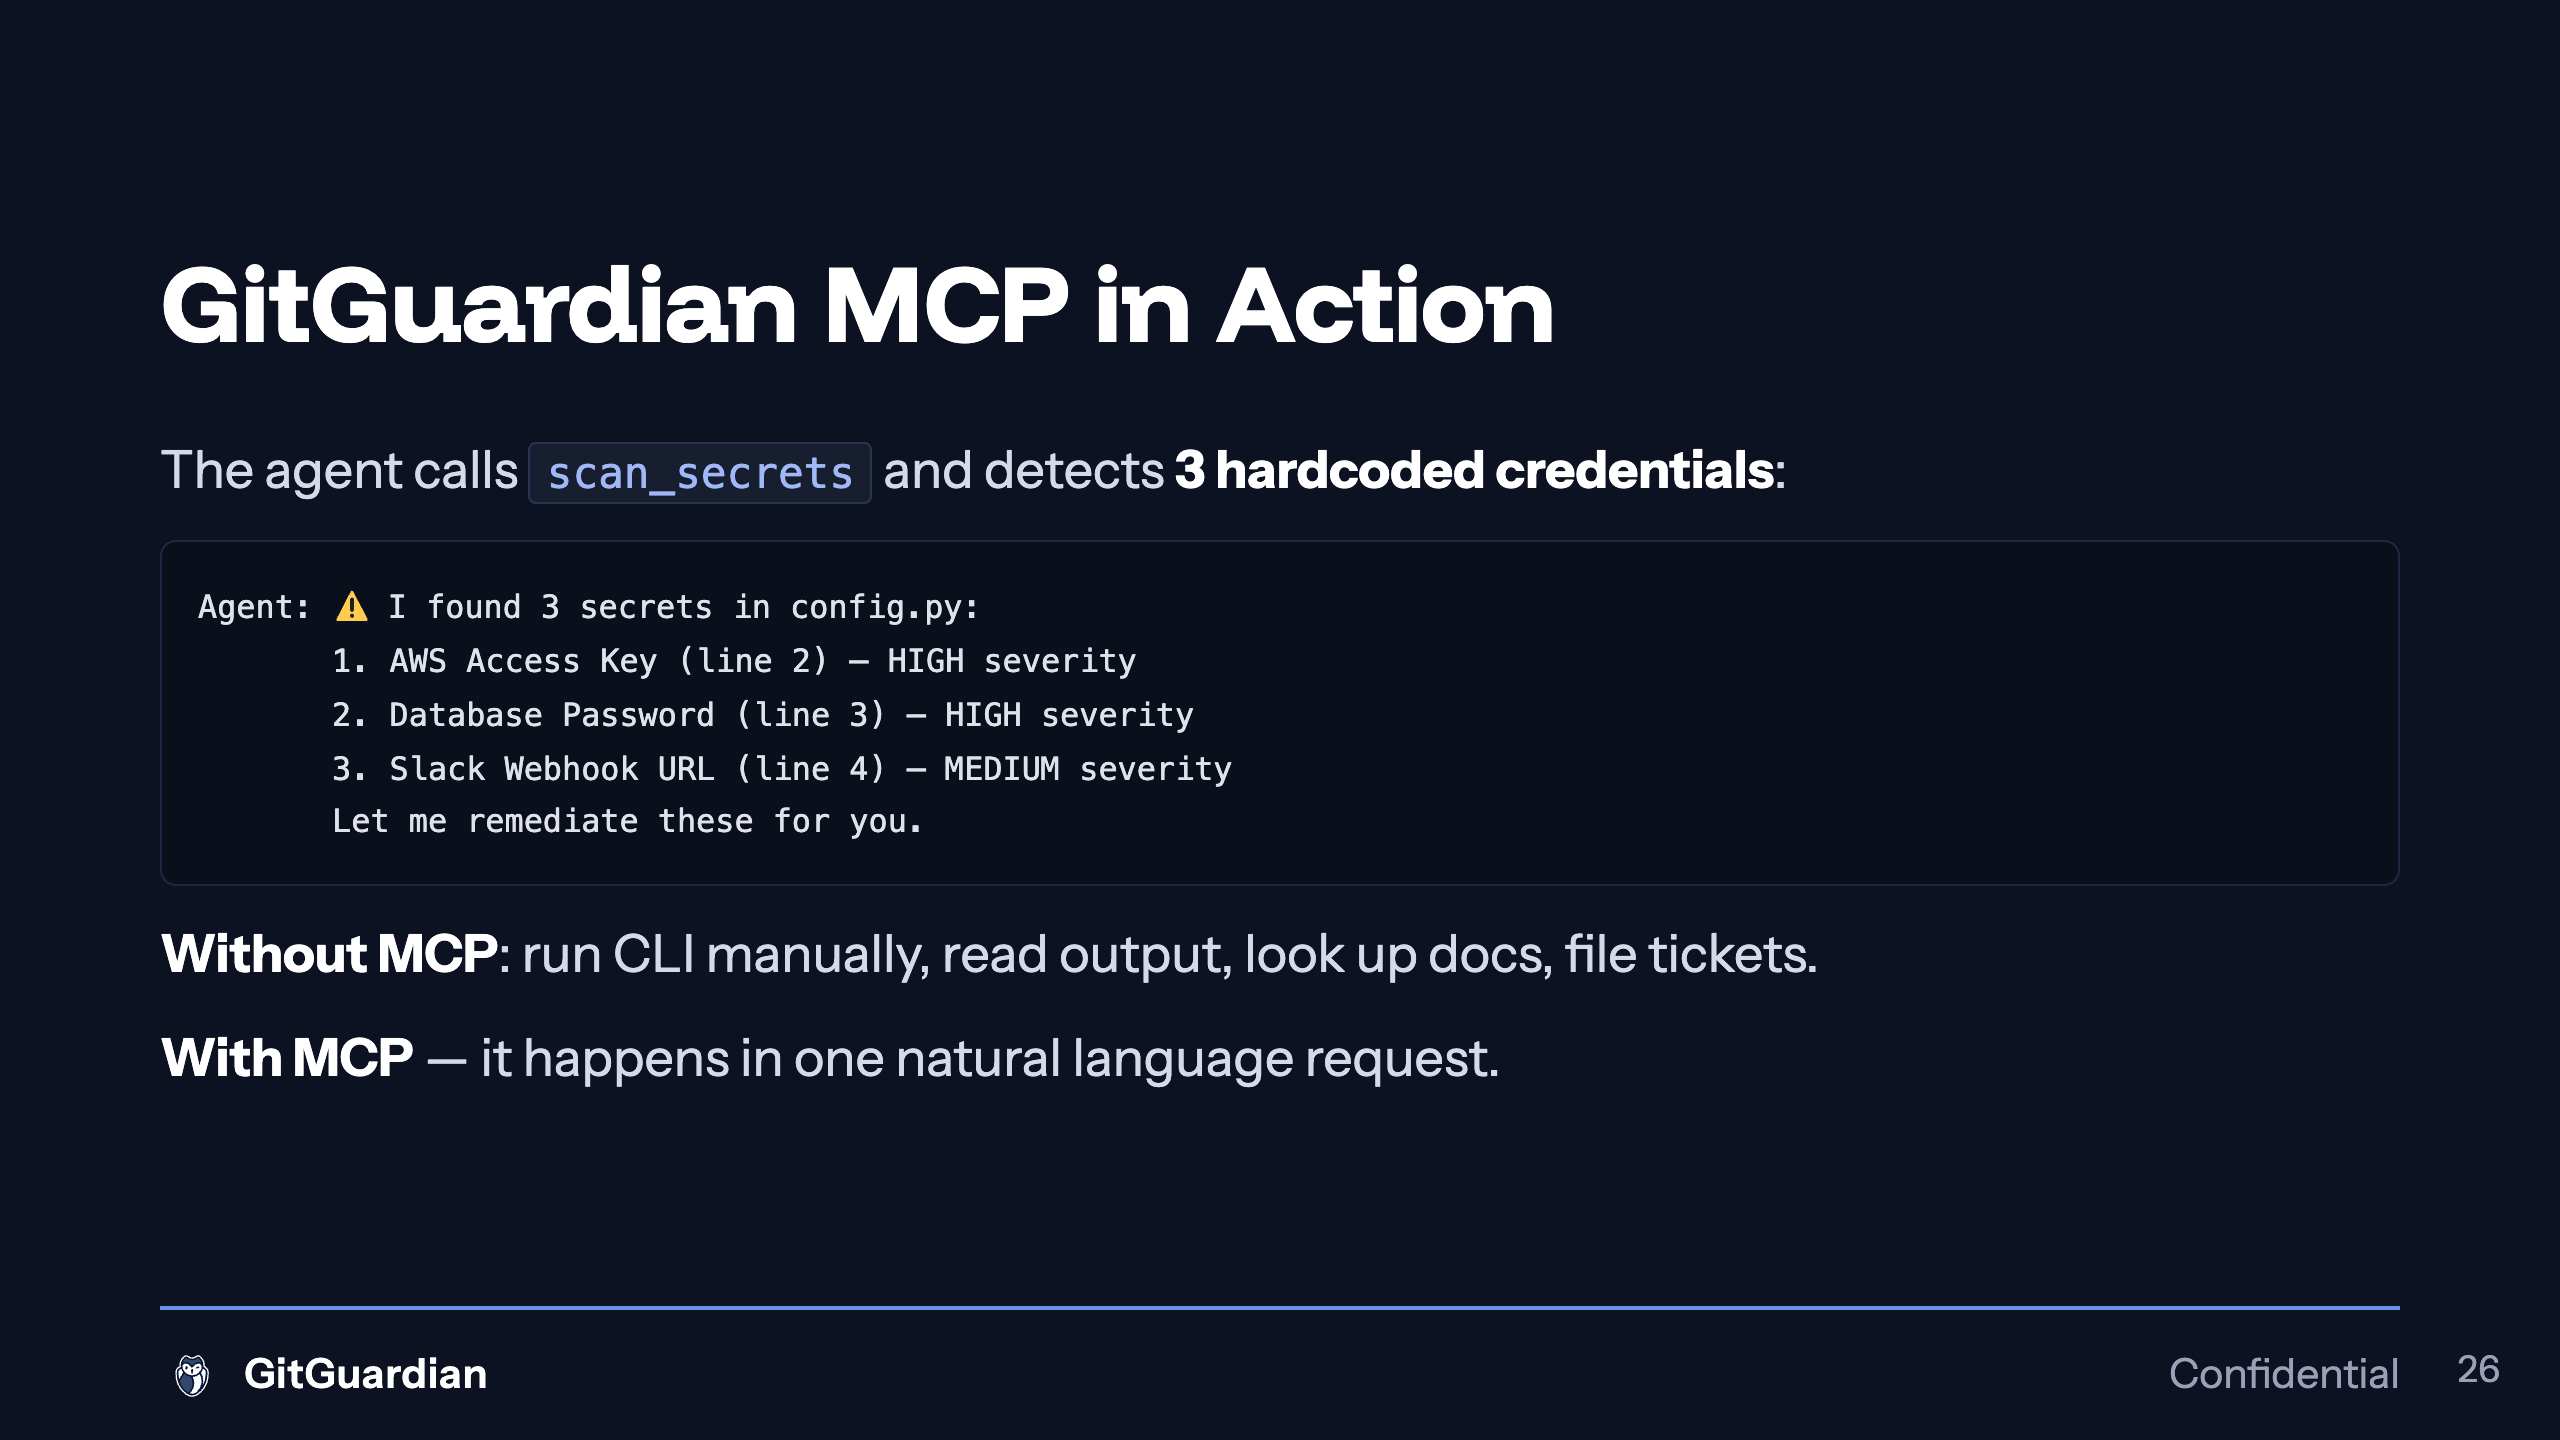 GitGuardian MCP in Action
The agent calls scan_secrets and detects 3 hardcoded credentials:
Agent: ⚠️ I found 3 secrets in config.py:
1. AWS Access Key (line 2) — HIGH severity
2. Database Password (line 3) — HIGH severity
3. Slack Webhook URL (line 4) — MEDIUM severity
Let me remediate these for you.
Without MCP: run CLI manually, read output, look up docs, file tickets.
With MCP — it happens in one natural language request.
GitGuardian
Confidential 26